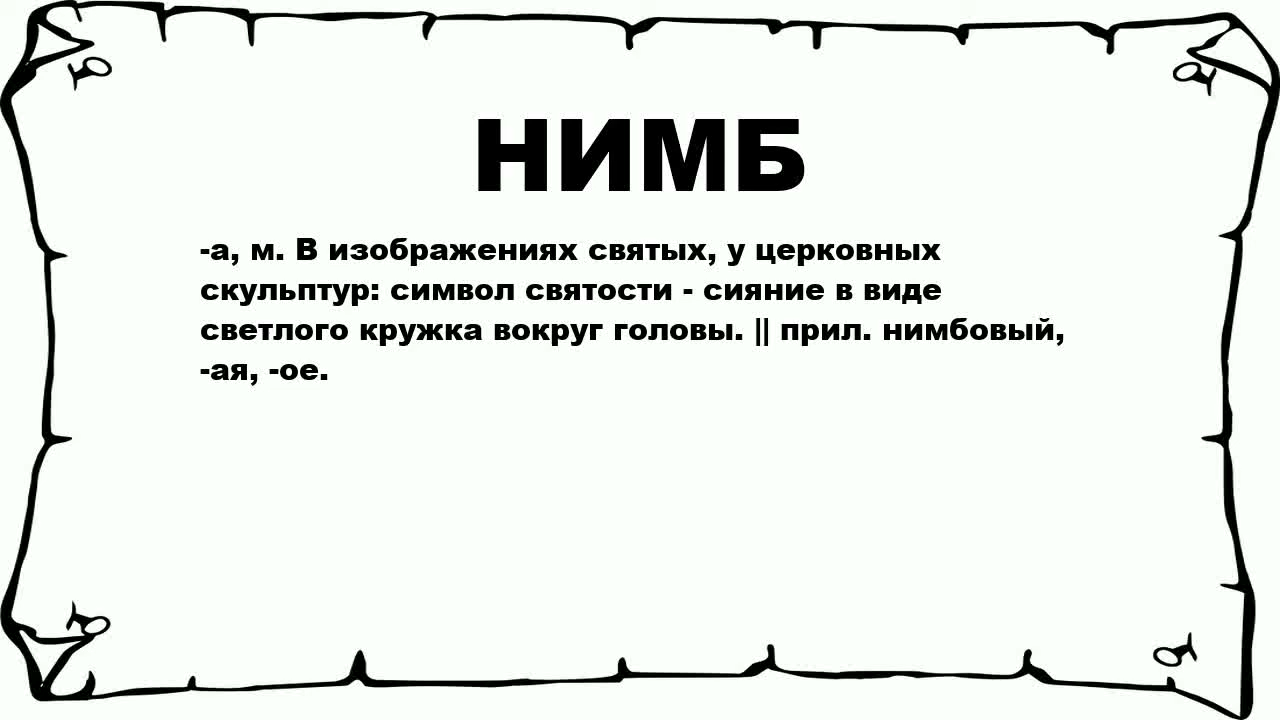 НИМБ
-а, м. В изображениях святых, у церковных
скульптур: символ святости - сияние в виде
светлого кружка вокруг головы. || прил. нимбовый,
-ая, -ое.